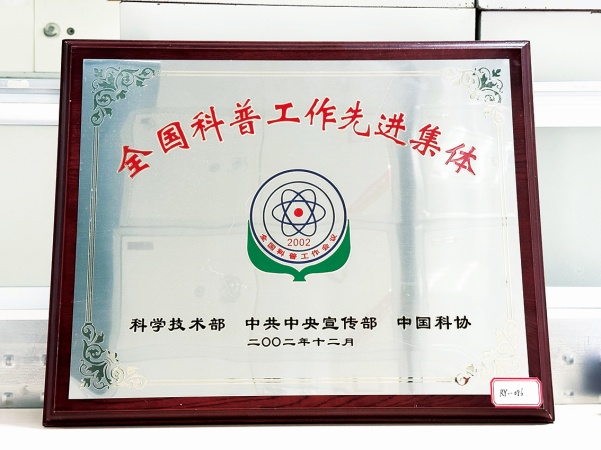 全国科普工作先进集体
2002
全国科普工作会议
科学技术部 中共中央宣传部 中国科协
二〇〇二年十二月